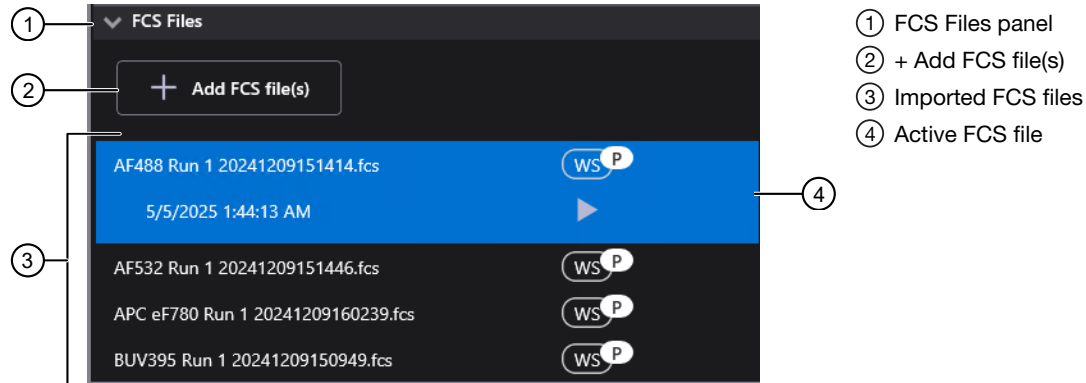 1 FCS Files
2 + Add FCS file(s)
AF488 Run 1 20241209151414.fcs WS P
5/5/2025 1:44:13 AM
4
3
AF532 Run 1 20241209151446.fcs WS P
APC eF780 Run 1 20241209160239.fcs WS P
BUV395 Run 1 20241209150949.fcs WS P
1 FCS Files panel
2 + Add FCS file(s)
3 Imported FCS files
4 Active FCS file